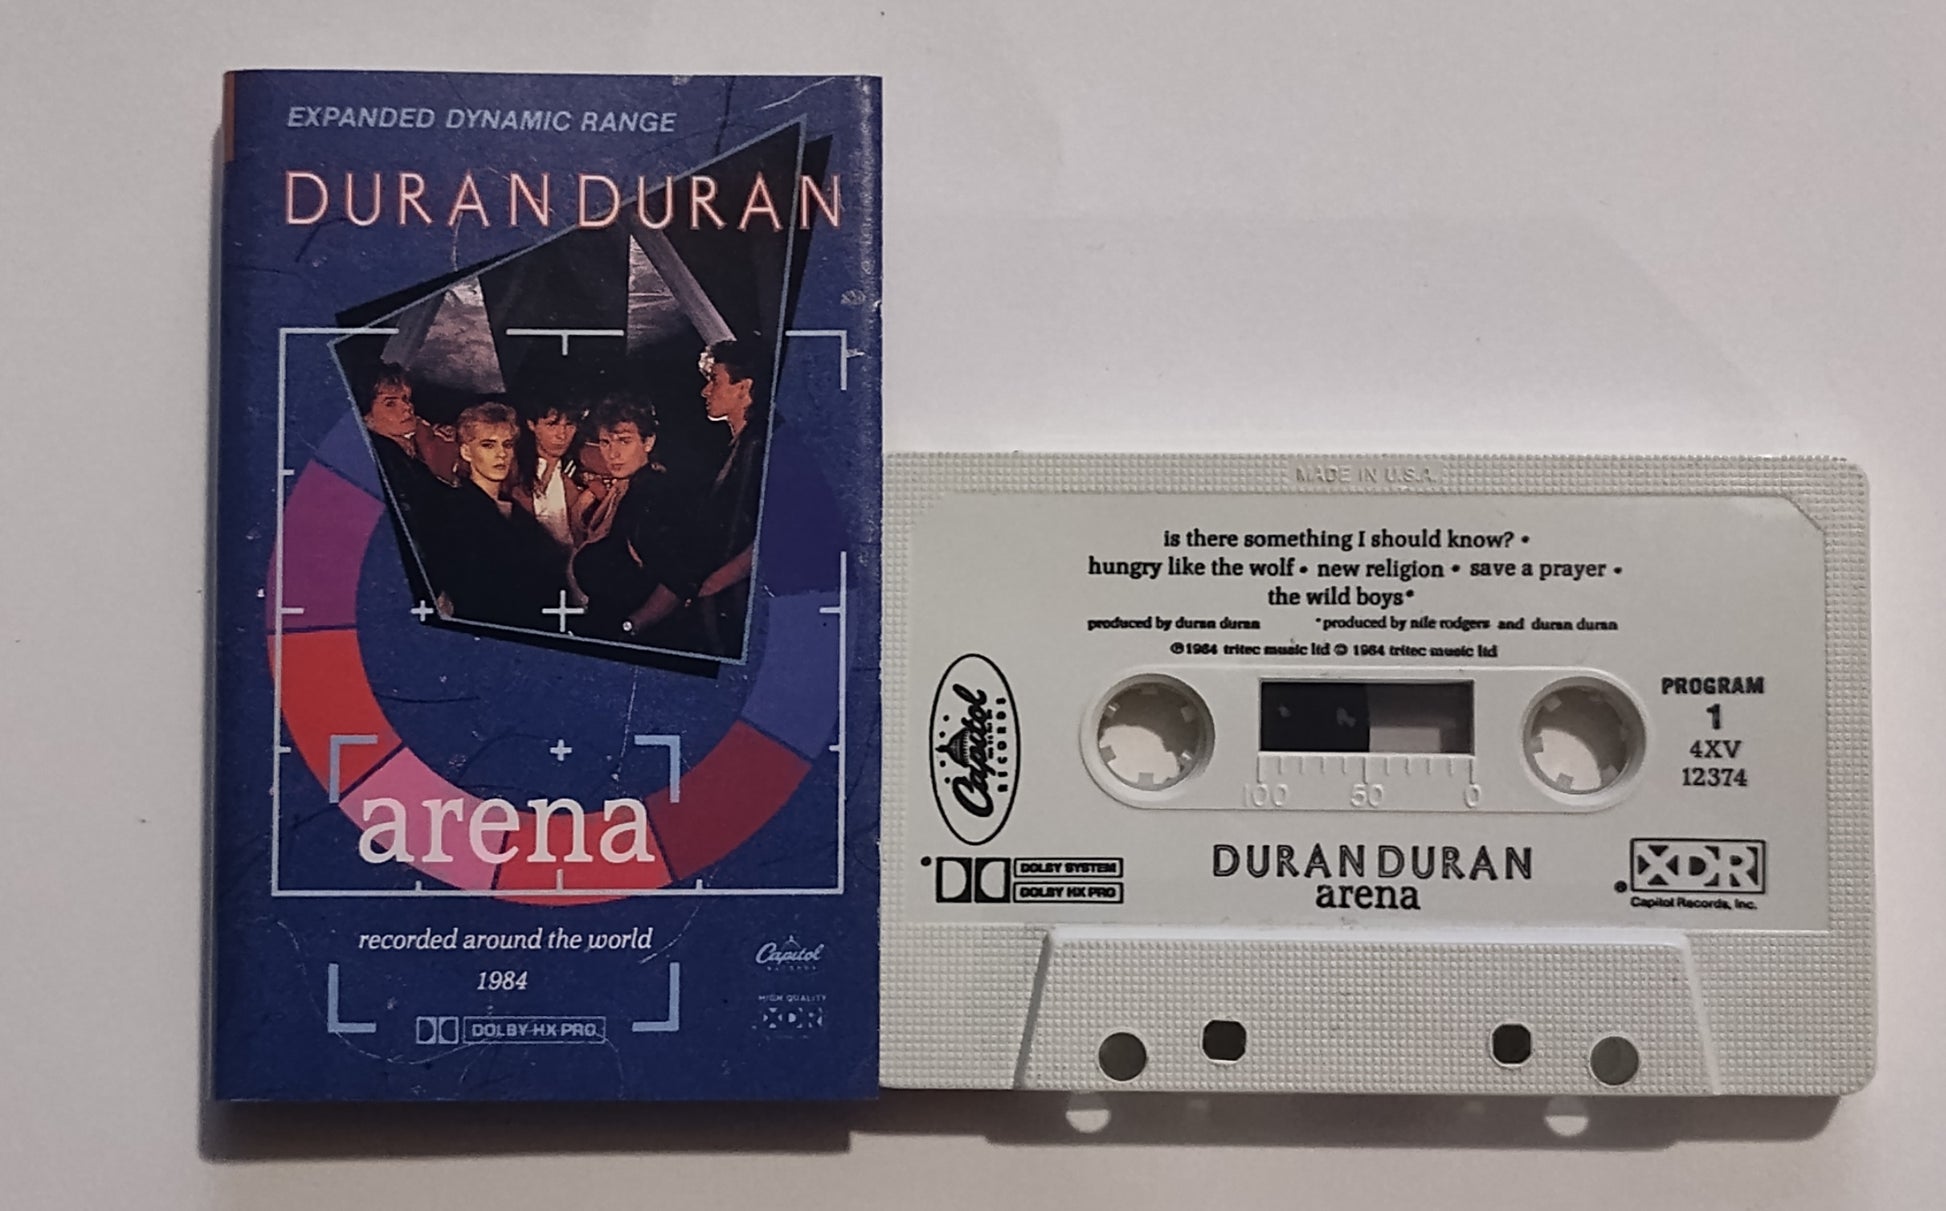 EXPANDED DYNAMIC RANGE
DURAN DURAN
arena
recorded around the world
1984
DOLBY HX PRO
Capitol
RECORDS
HIGH QUALITY
XDR
MADE IN U.S.A.
is there something I should know? •
hungry like the wolf • new religion • save a prayer •
the wild boys*
produced by duran duran *produced by nile rodgers and duran duran
℗1984 tritec music ltd © 1984 tritec music ltd
Capitol
RECORDS
PROGRAM
1
4XV
12374
100 50 0
DOLBY SYSTEM
DOLBY HX PRO
DURAN DURAN
arena
XDR
Capitol Records, Inc.